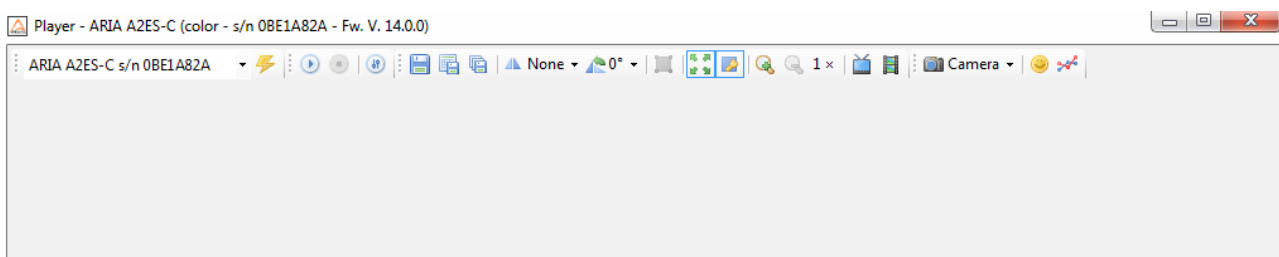 Player - ARIA A2ES-C (color - s/n 0BE1A82A - Fw. V. 14.0.0)
ARIA A2ES-C s/n 0BE1A82A None 0° 1 × Camera